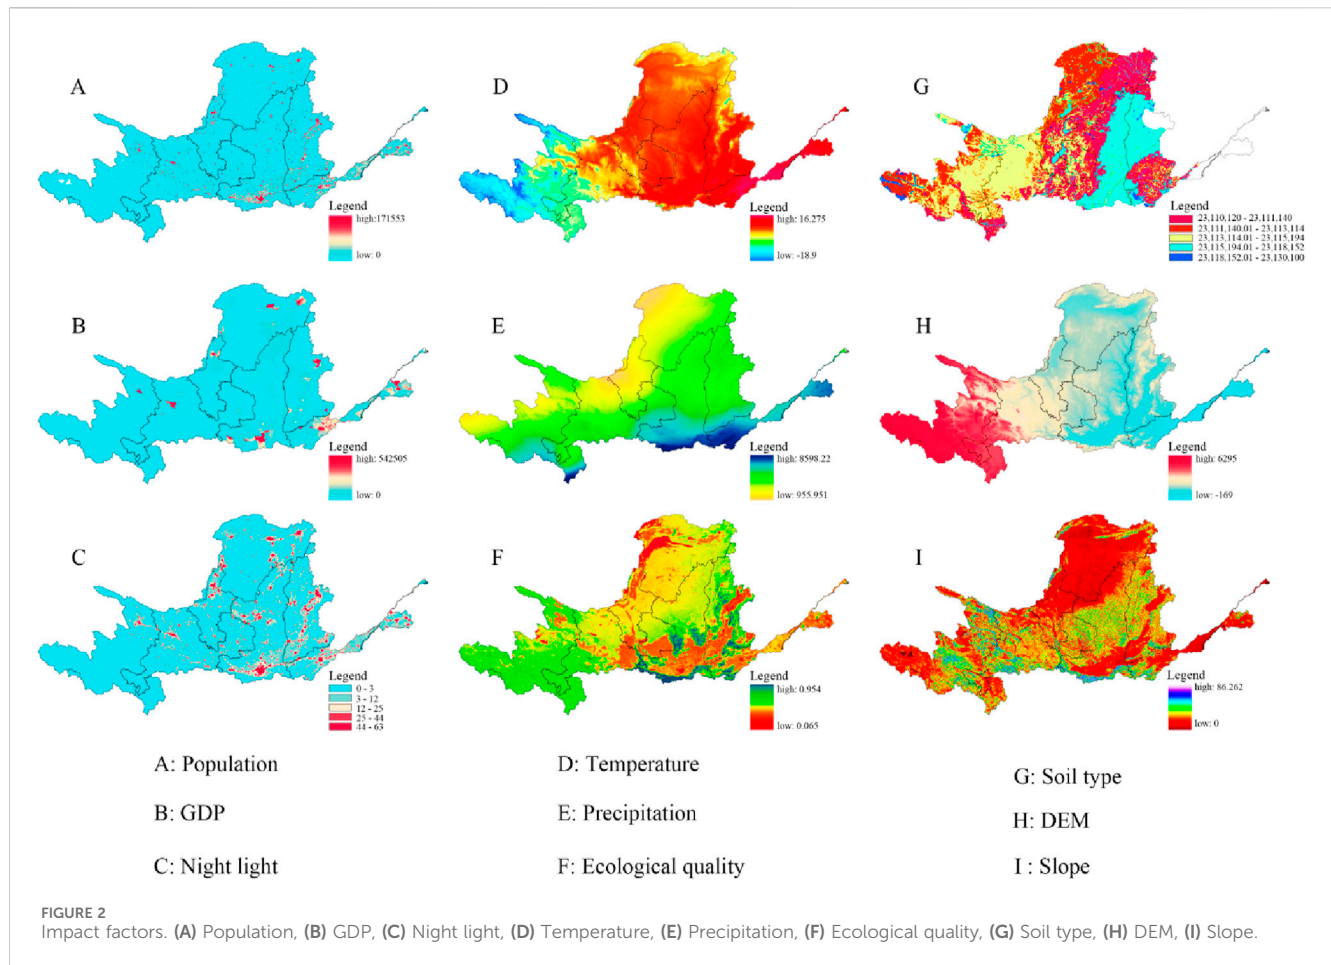 A
Legend
high:171553
low: 0
D
Legend
high: 16.275
low: -18.9
G
Legend
23,110,120 - 23,111,140
23,111,140.01 - 23,113,114
23,113,114.01 - 23,115,194
23,115,194.01 - 23,118,152
23,118,152.01 - 23,130,100
B
Legend
high: 542505
low: 0
E
Legend
high: 8598.22
low: 955.951
H
Legend
high: 6295
low: -169
C
Legend
0 - 3
3 - 12
12 - 25
25 - 44
44 - 63
F
Legend
high: 0.954
low: 0.065
I
Legend
high: 86.262
low: 0
A: Population
B: GDP
C: Night light
D: Temperature
E: Precipitation
F: Ecological quality
G: Soil type
H: DEM
I : Slope
FIGURE 2
Impact factors. (A) Population, (B) GDP, (C) Night light, (D) Temperature, (E) Precipitation, (F) Ecological quality, (G) Soil type, (H) DEM, (I) Slope.